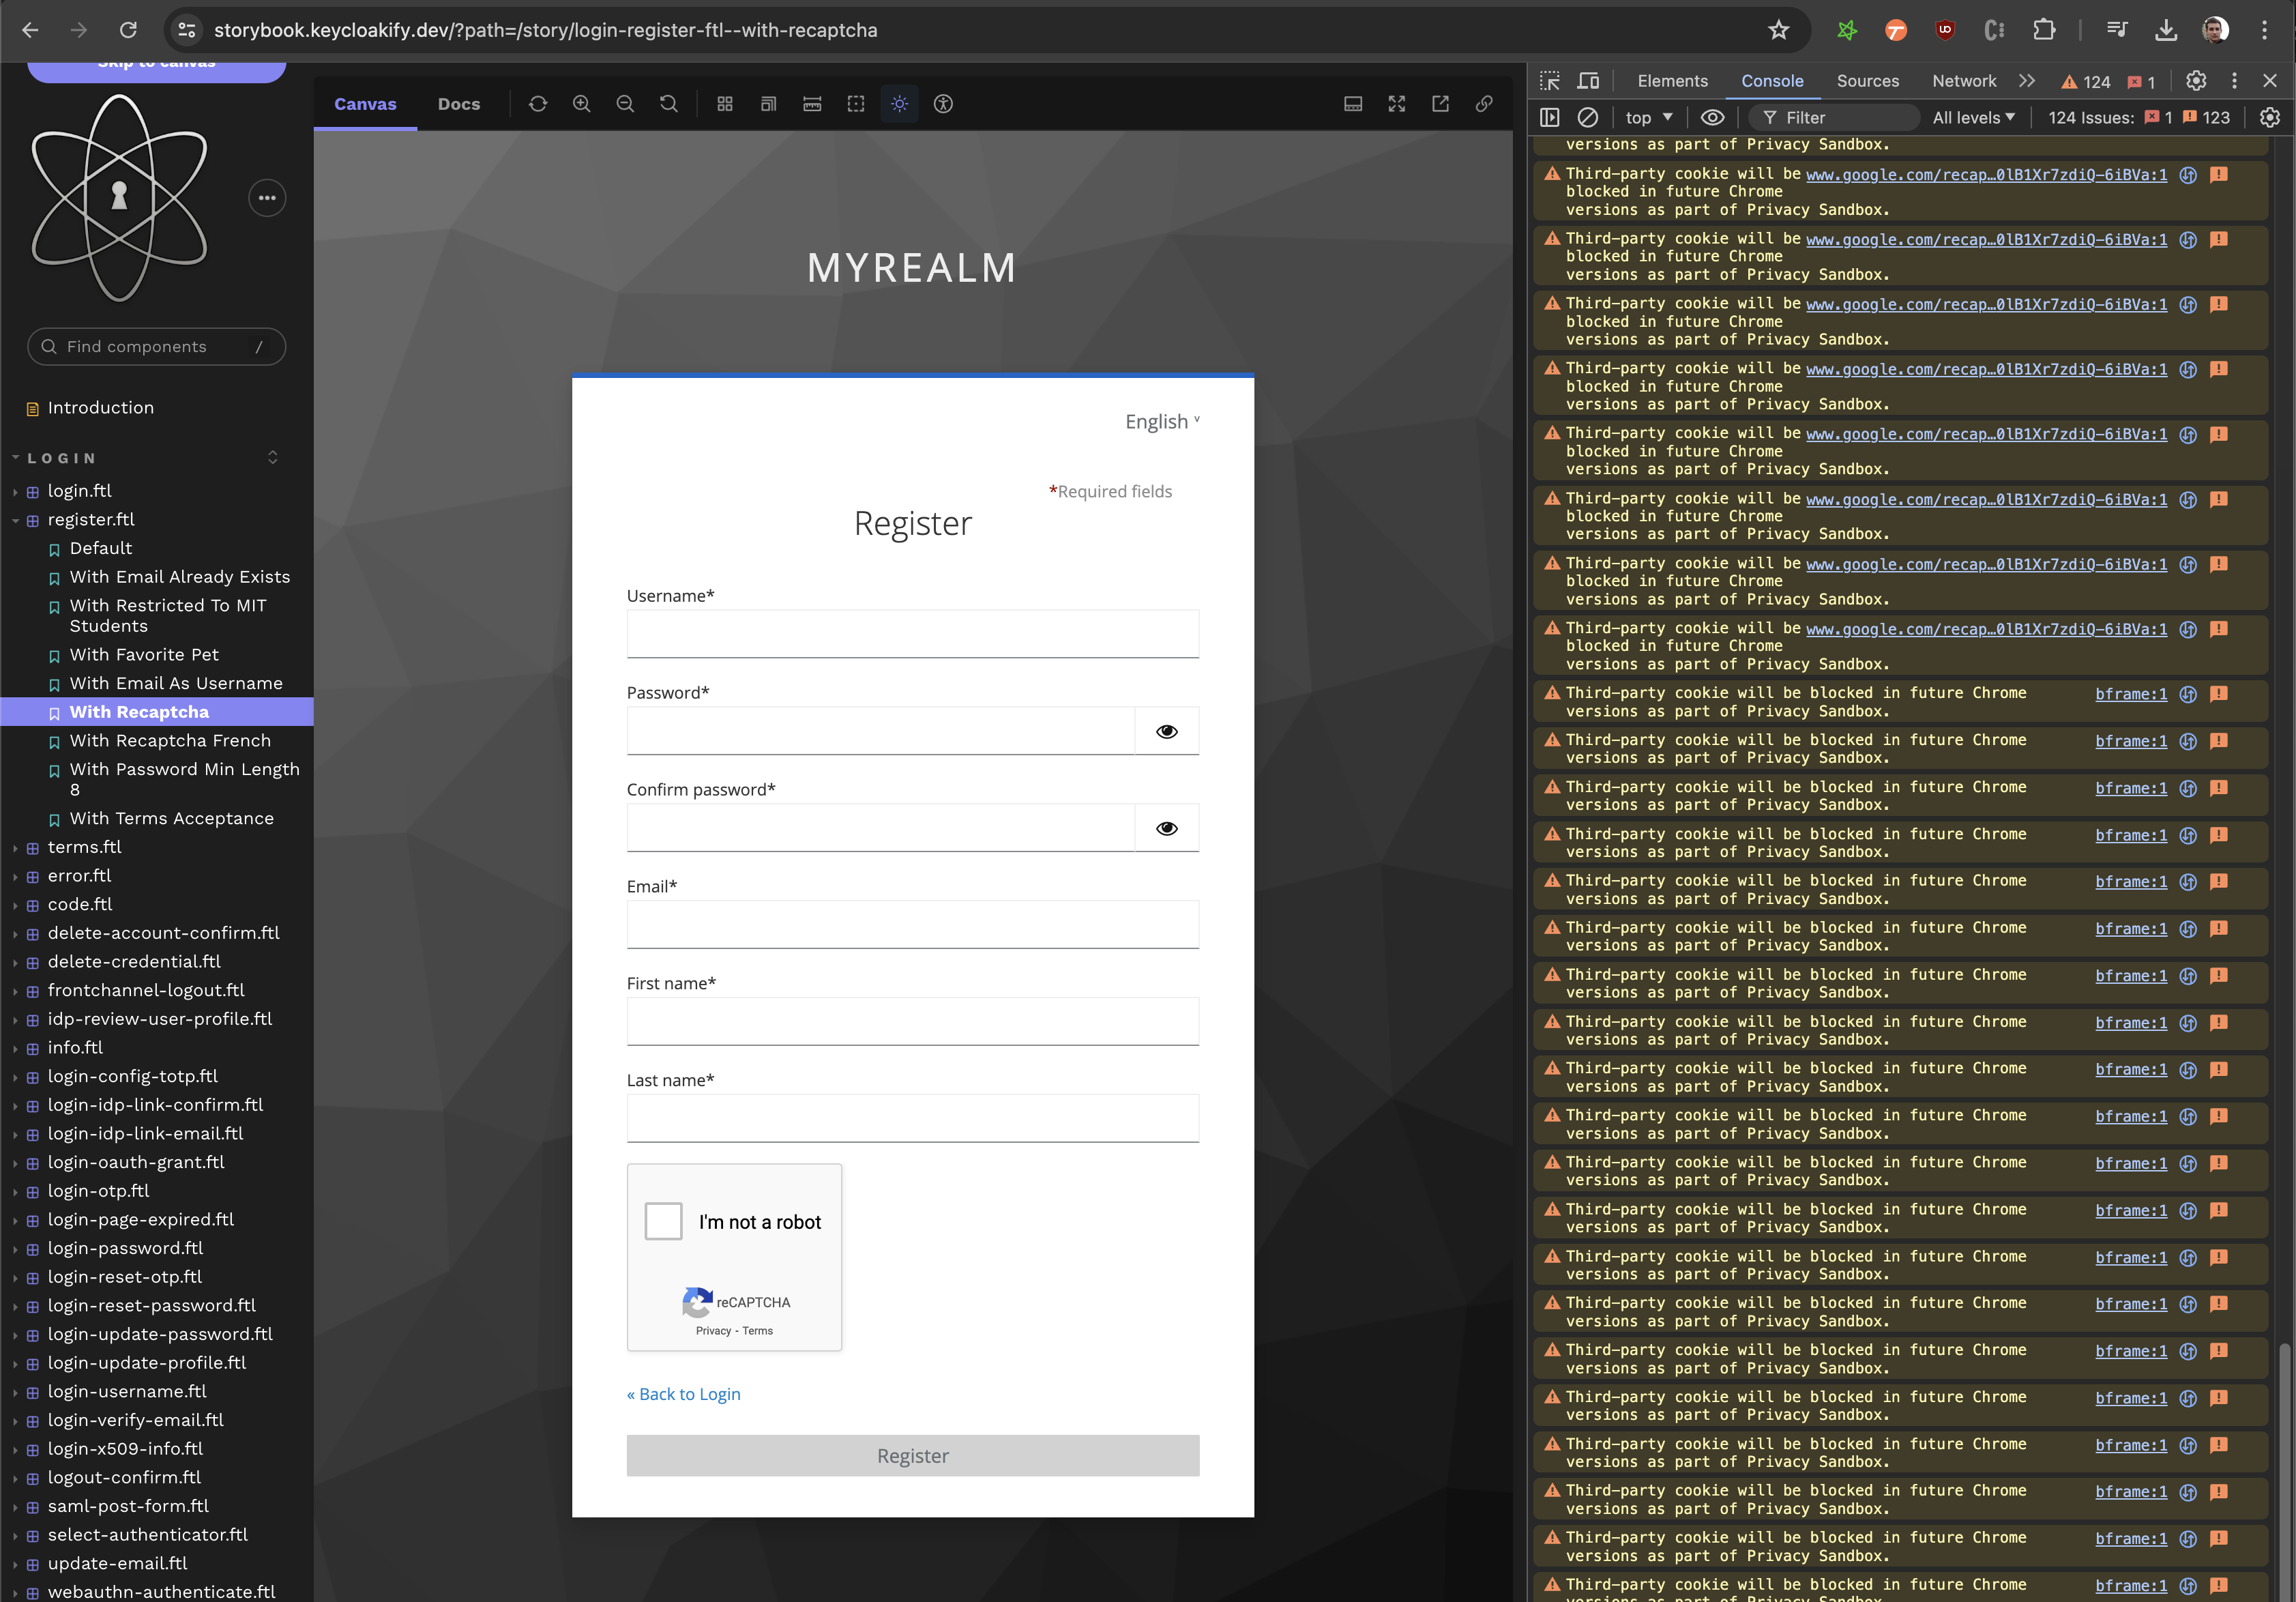 storybook.keycloakify.dev/?path=/story/login-register-ftl--with-recaptcha
Skip to canvas
Find components /
Introduction
LOGIN
login.ftl
register.ftl
Default
With Email Already Exists
With Restricted To MIT
Students
With Favorite Pet
With Email As Username
With Recaptcha
With Recaptcha French
With Password Min Length
8
With Terms Acceptance
terms.ftl
error.ftl
code.ftl
delete-account-confirm.ftl
delete-credential.ftl
frontchannel-logout.ftl
idp-review-user-profile.ftl
info.ftl
login-config-totp.ftl
login-idp-link-confirm.ftl
login-idp-link-email.ftl
login-oauth-grant.ftl
login-otp.ftl
login-page-expired.ftl
login-password.ftl
login-reset-otp.ftl
login-reset-password.ftl
login-update-password.ftl
login-update-profile.ftl
login-username.ftl
login-verify-email.ftl
login-x509-info.ftl
logout-confirm.ftl
saml-post-form.ftl
select-authenticator.ftl
update-email.ftl
webauthn-authenticate.ftl
Canvas Docs
MYREALM
English ˅
*Required fields
Register
Username*
Password*
Confirm password*
Email*
First name*
Last name*
I'm not a robot
reCAPTCHA
Privacy - Terms
« Back to Login
Register
Elements Console Sources Network 124 1
top Filter All levels 124 Issues: 1 123
versions as part of Privacy Sandbox.
Third-party cookie will be www.google.com/recap…0lB1Xr7zdiQ-6iBVa:1
blocked in future Chrome
versions as part of Privacy Sandbox.
Third-party cookie will be www.google.com/recap…0lB1Xr7zdiQ-6iBVa:1
blocked in future Chrome
versions as part of Privacy Sandbox.
Third-party cookie will be www.google.com/recap…0lB1Xr7zdiQ-6iBVa:1
blocked in future Chrome
versions as part of Privacy Sandbox.
Third-party cookie will be www.google.com/recap…0lB1Xr7zdiQ-6iBVa:1
blocked in future Chrome
versions as part of Privacy Sandbox.
Third-party cookie will be www.google.com/recap…0lB1Xr7zdiQ-6iBVa:1
blocked in future Chrome
versions as part of Privacy Sandbox.
Third-party cookie will be www.google.com/recap…0lB1Xr7zdiQ-6iBVa:1
blocked in future Chrome
versions as part of Privacy Sandbox.
Third-party cookie will be www.google.com/recap…0lB1Xr7zdiQ-6iBVa:1
blocked in future Chrome
versions as part of Privacy Sandbox.
Third-party cookie will be www.google.com/recap…0lB1Xr7zdiQ-6iBVa:1
blocked in future Chrome
versions as part of Privacy Sandbox.
Third-party cookie will be blocked in future Chrome bframe:1
versions as part of Privacy Sandbox.
Third-party cookie will be blocked in future Chrome bframe:1
versions as part of Privacy Sandbox.
Third-party cookie will be blocked in future Chrome bframe:1
versions as part of Privacy Sandbox.
Third-party cookie will be blocked in future Chrome bframe:1
versions as part of Privacy Sandbox.
Third-party cookie will be blocked in future Chrome bframe:1
versions as part of Privacy Sandbox.
Third-party cookie will be blocked in future Chrome bframe:1
versions as part of Privacy Sandbox.
Third-party cookie will be blocked in future Chrome bframe:1
versions as part of Privacy Sandbox.
Third-party cookie will be blocked in future Chrome bframe:1
versions as part of Privacy Sandbox.
Third-party cookie will be blocked in future Chrome bframe:1
versions as part of Privacy Sandbox.
Third-party cookie will be blocked in future Chrome bframe:1
versions as part of Privacy Sandbox.
Third-party cookie will be blocked in future Chrome bframe:1
versions as part of Privacy Sandbox.
Third-party cookie will be blocked in future Chrome bframe:1
versions as part of Privacy Sandbox.
Third-party cookie will be blocked in future Chrome bframe:1
versions as part of Privacy Sandbox.
Third-party cookie will be blocked in future Chrome bframe:1
versions as part of Privacy Sandbox.
Third-party cookie will be blocked in future Chrome bframe:1
versions as part of Privacy Sandbox.
Third-party cookie will be blocked in future Chrome bframe:1
versions as part of Privacy Sandbox.
Third-party cookie will be blocked in future Chrome bframe:1
versions as part of Privacy Sandbox.
Third-party cookie will be blocked in future Chrome bframe:1
versions as part of Privacy Sandbox.
Third-party cookie will be blocked in future Chrome bframe:1
versions as part of Privacy Sandbox.
Third-party cookie will be blocked in future Chrome bframe:1
versions as part of Privacy Sandbox.